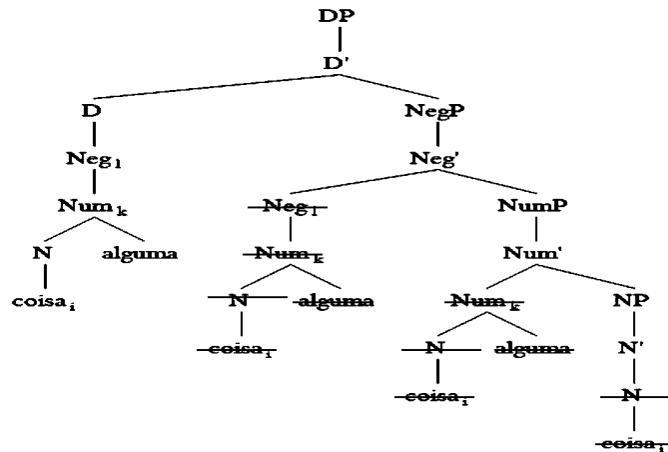 DP
D'
D NegP
Neg₁ Neg'
Numₖ Neg₁ NumP
N alguma Numₖ Num'
coisaᵢ N alguma Numₖ NP
coisaᵢ N alguma N'
coisaᵢ N
coisaᵢ